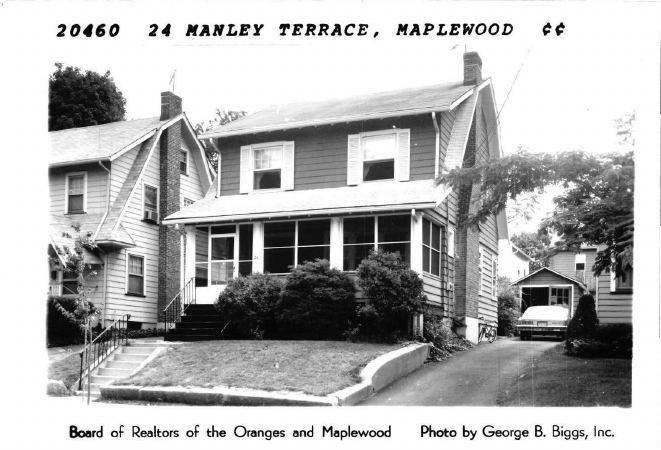 20460 24 MANLEY TERRACE, MAPLEWOOD ¢¢
Board of Realtors of the Oranges and Maplewood Photo by George B. Biggs, Inc.